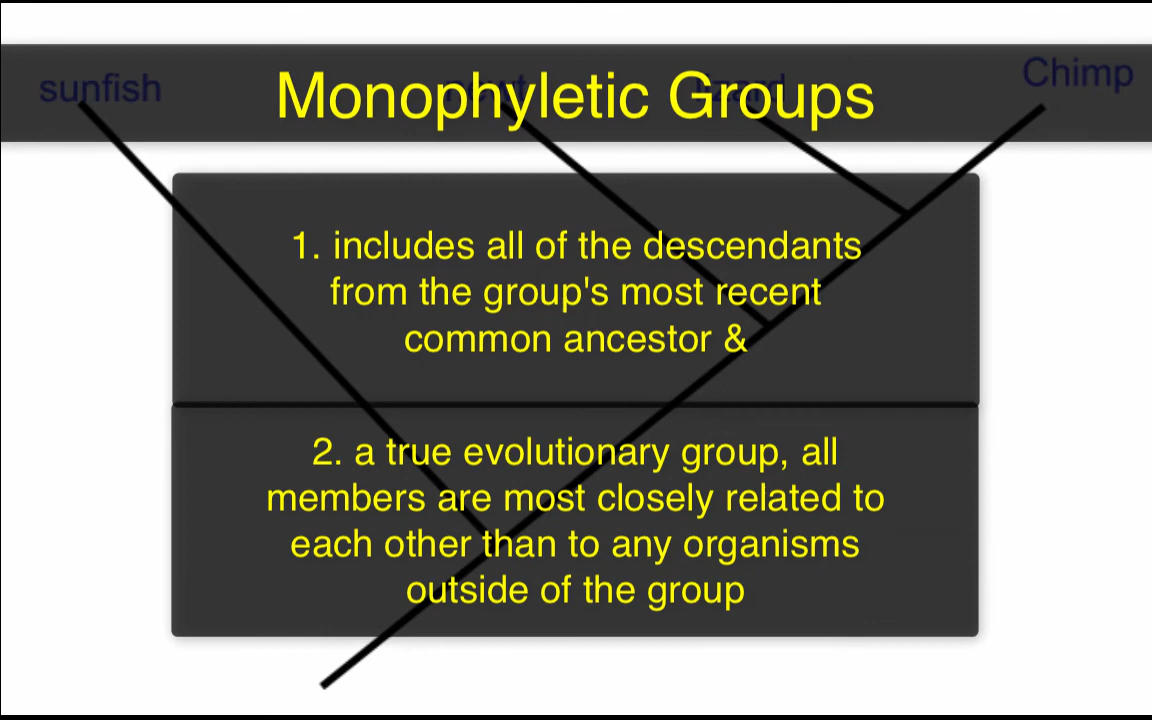 sunfish newt lizard Chimp
Monophyletic Groups
1. includes all of the descendants
from the group's most recent
common ancestor &
2. a true evolutionary group, all
members are most closely related to
each other than to any organisms
outside of the group